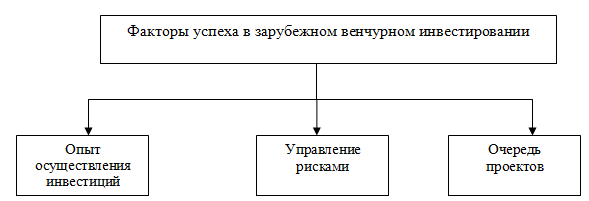 Факторы успеха в зарубежном венчурном инвестировании
Опыт
осуществления
инвестиций
Управление
рисками
Очередь
проектов